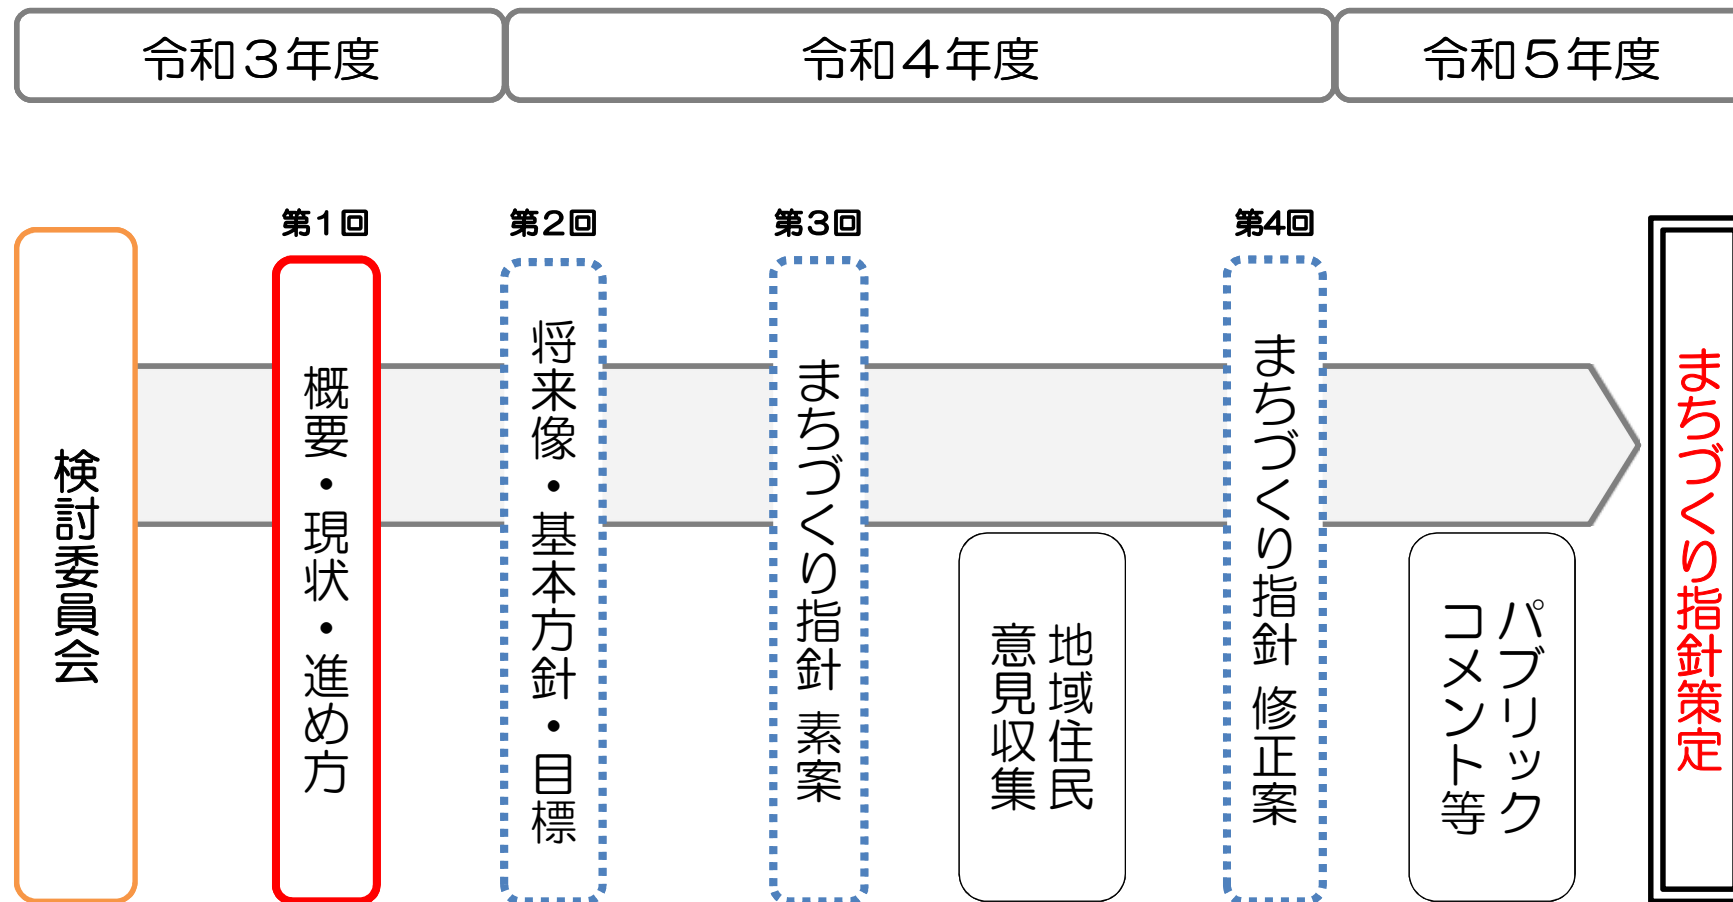 令和３年度
令和４年度
令和５年度
検討委員会
第１回
概要・現状・進め方
第２回
将来像・基本方針・目標
第３回
まちづくり指針 素案
地域住民
意見収集
第４回
まちづくり指針 修正案
パブリック
コメント等
まちづくり指針策定